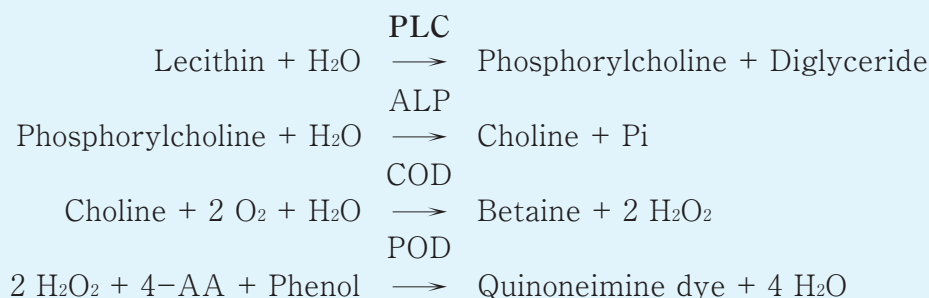 PLC
Lecithin + H₂O ⟶ Phosphorylcholine + Diglyceride
ALP
Phosphorylcholine + H₂O ⟶ Choline + Pi
COD
Choline + 2 O₂ + H₂O ⟶ Betaine + 2 H₂O₂
POD
2 H₂O₂ + 4-AA + Phenol ⟶ Quinoneimine dye + 4 H₂O